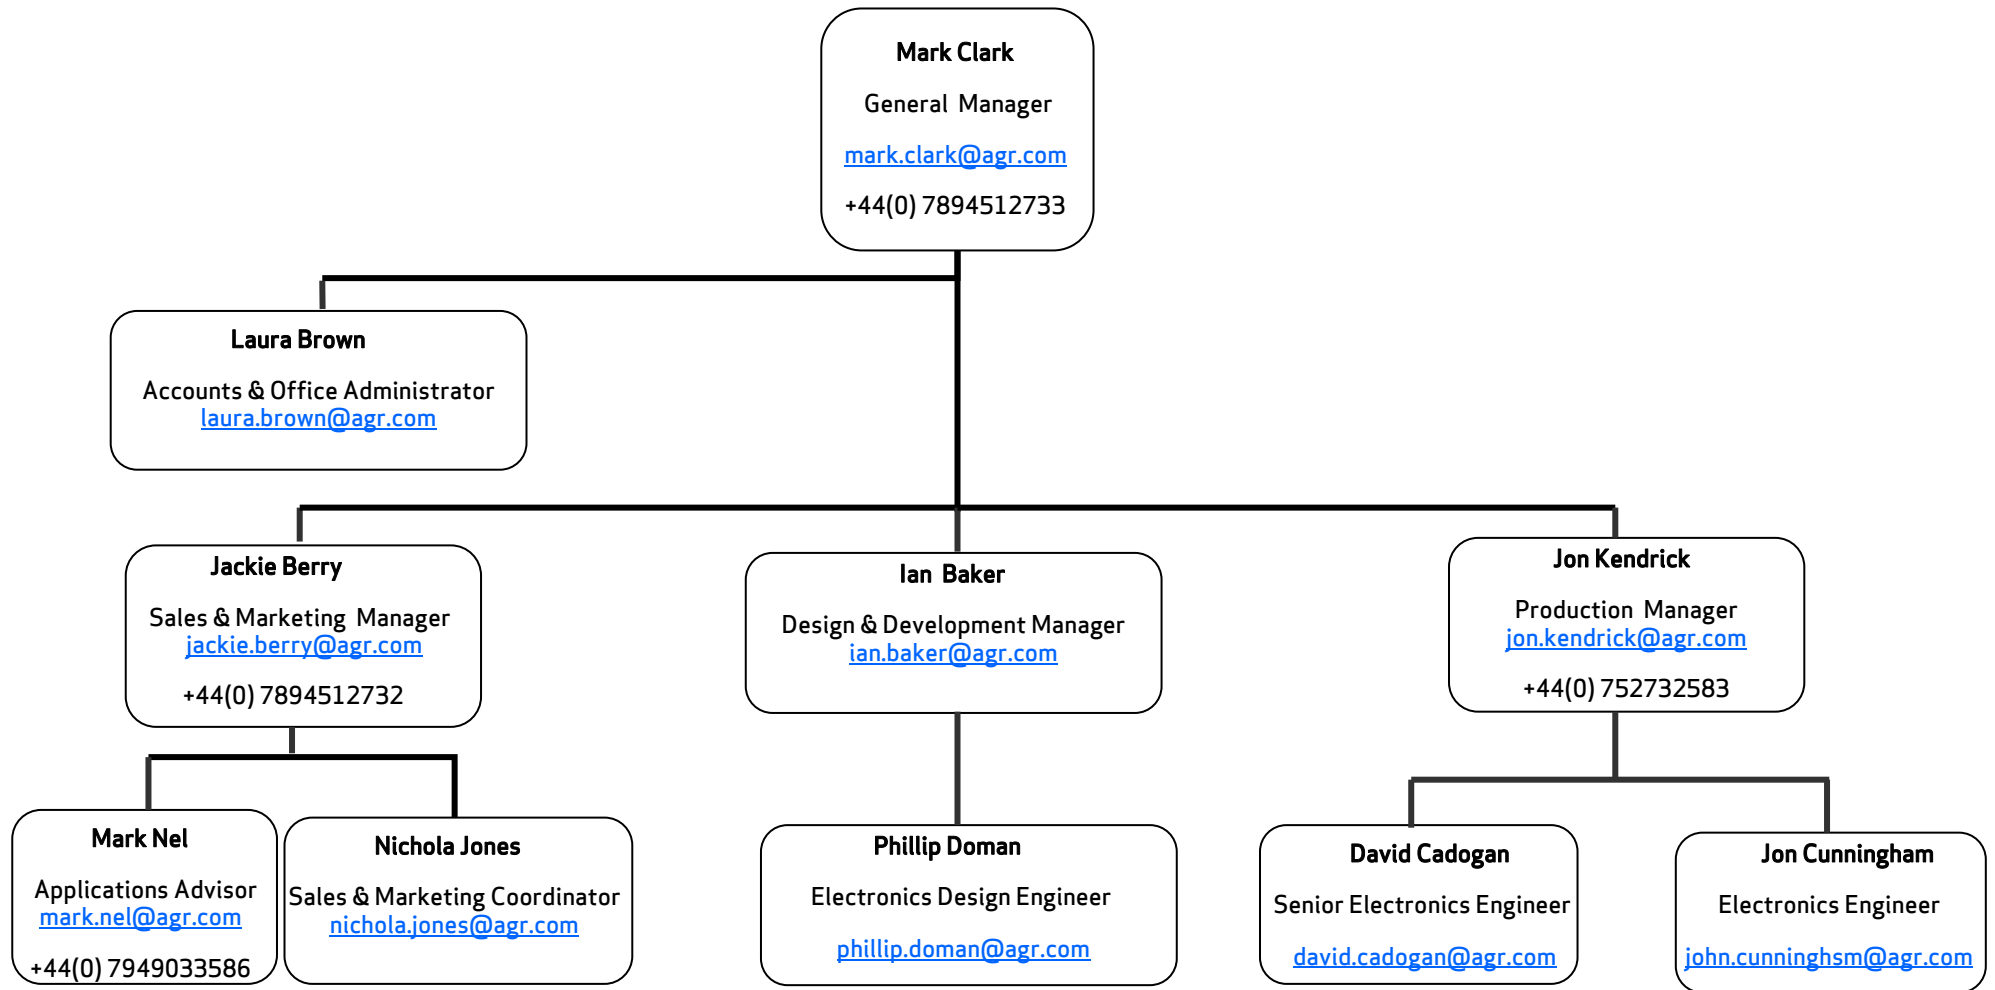 Mark Clark
General Manager
mark.clark@agr.com
+44(0) 7894512733
Laura Brown
Accounts & Office Administrator
laura.brown@agr.com
Jackie Berry
Sales & Marketing Manager
jackie.berry@agr.com
+44(0) 7894512732
Ian Baker
Design & Development Manager
ian.baker@agr.com
Jon Kendrick
Production Manager
jon.kendrick@agr.com
+44(0) 752732583
Mark Nel
Applications Advisor
mark.nel@agr.com
+44(0) 7949033586
Nichola Jones
Sales & Marketing Coordinator
nichola.jones@agr.com
Phillip Doman
Electronics Design Engineer
phillip.doman@agr.com
David Cadogan
Senior Electronics Engineer
david.cadogan@agr.com
Jon Cunningham
Electronics Engineer
john.cunninghsm@agr.com